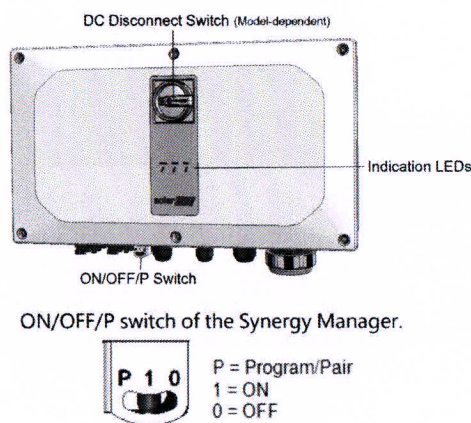 DC Disconnect Switch (Model-dependent)
Indication LEDs
solar
ON/OFF/P Switch
ON/OFF/P switch of the Synergy Manager.
P 1 0
P = Program/Pair
1 = ON
0 = OFF